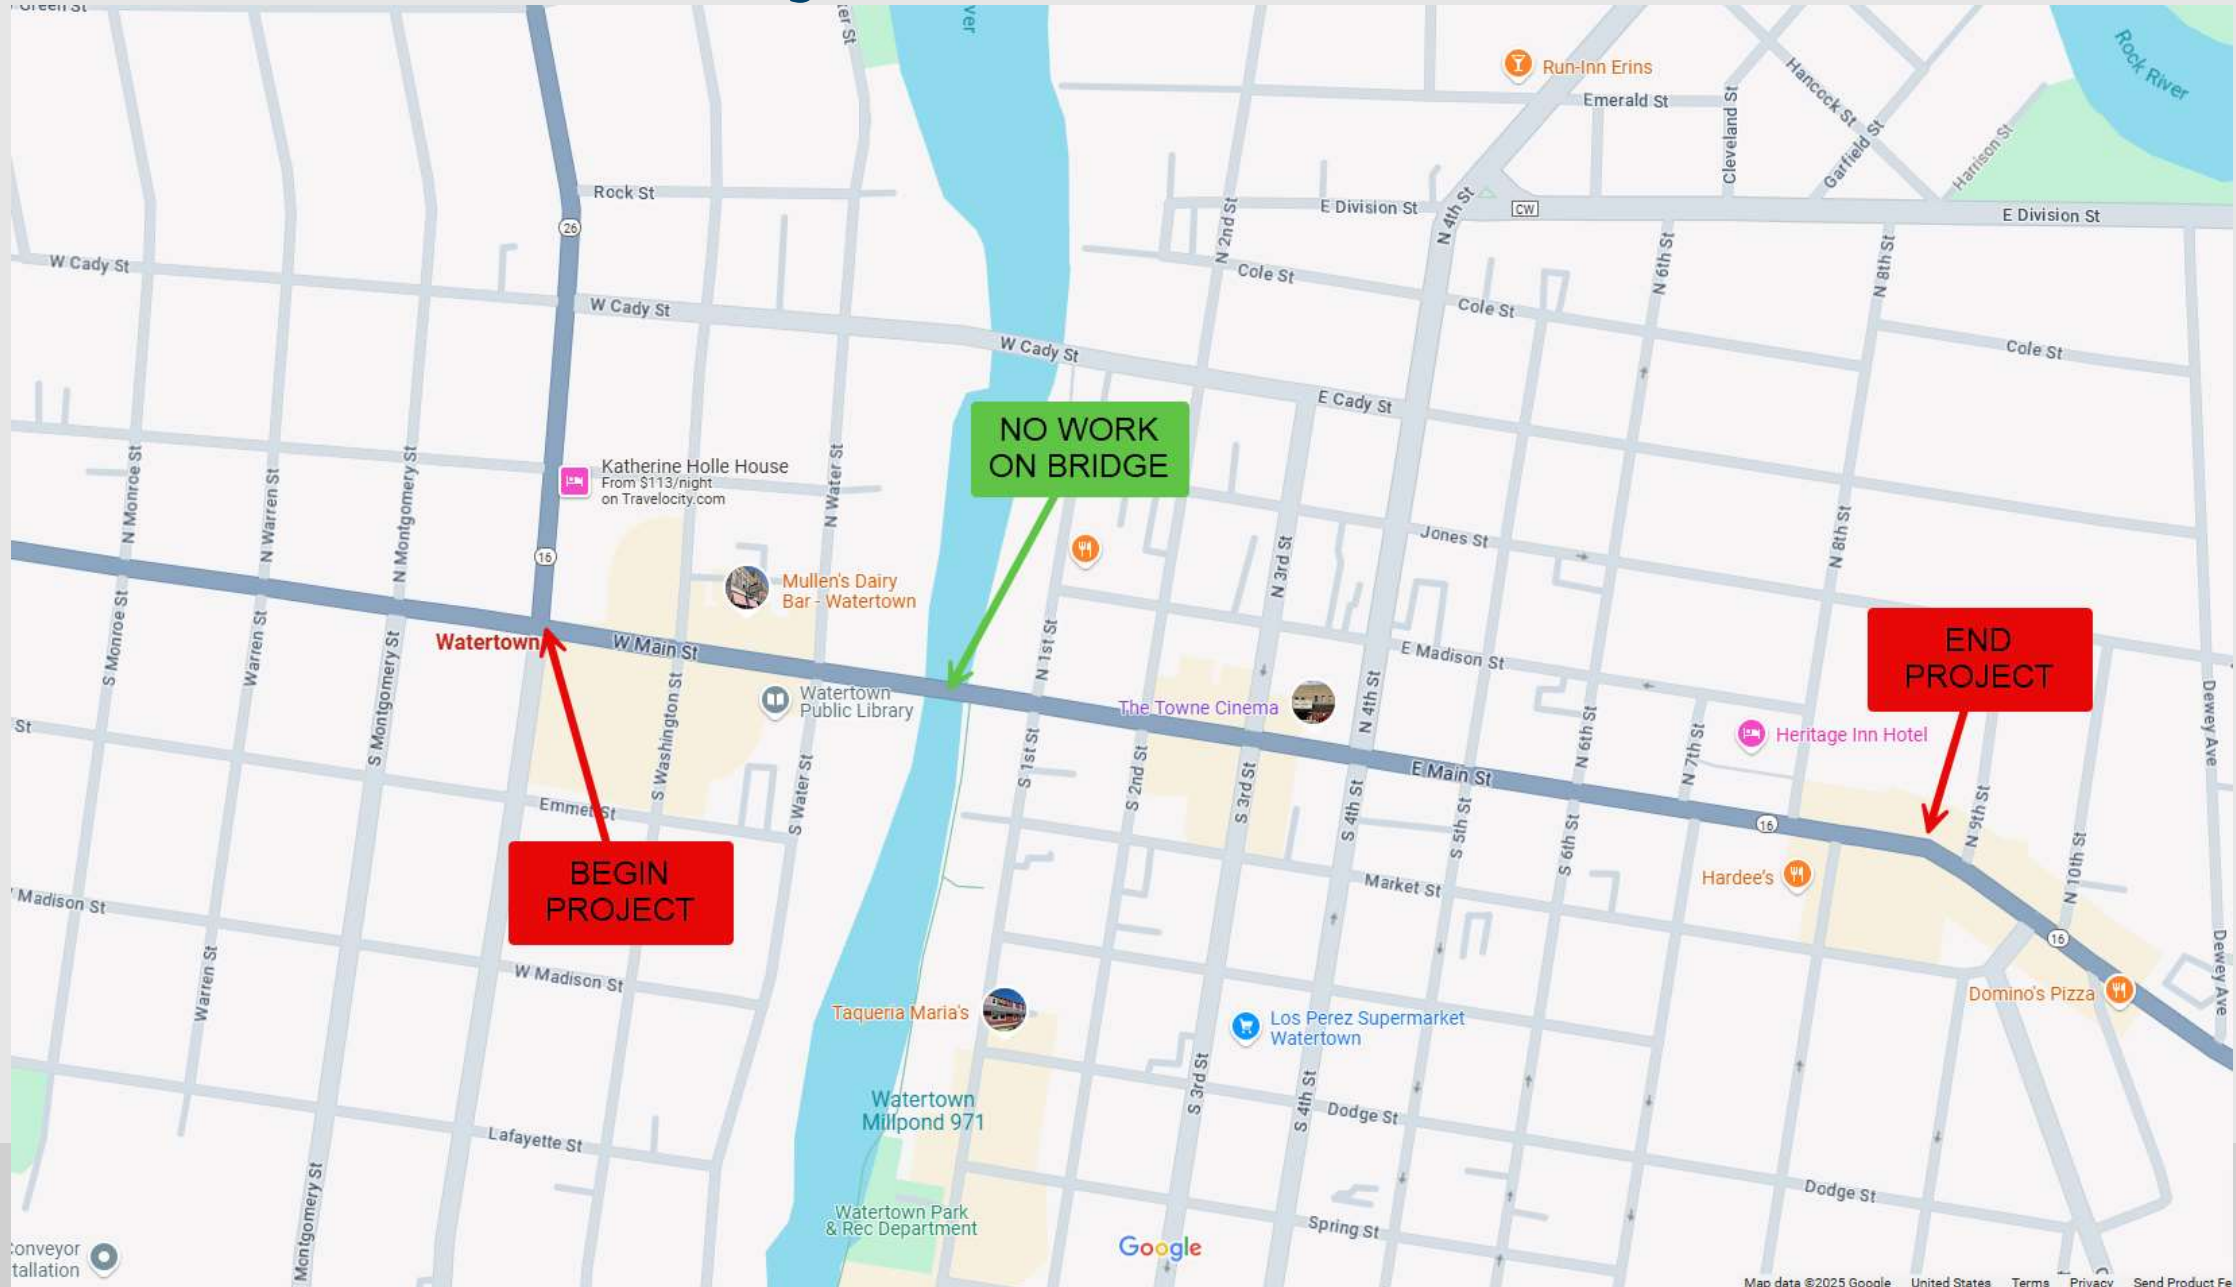 Rock River
Run-Inn Erins
Emerald St
Cleveland St
Hancock St
Garfield St
Harrison St
Rock St
26
E Division St
CW
E Division St
N 4th St
N 2nd St
N 6th St
N 8th St
W Cady St
W Cady St
Cole St
Cole St
Cole St
W Cady St
E Cady St
NO WORK
ON BRIDGE
Katherine Holle House
From $113/night
on Travelocity.com
N Monroe St
N Warren St
N Montgomery St
N Water St
16
Jones St
N 3rd St
N 8th St
Mullen's Dairy
Bar - Watertown
S Monroe St
Warren St
S Montgomery St
Watertown
W Main St
N 1st St
E Madison St
END
PROJECT
S Washington St
Watertown
Public Library
The Towne Cinema
N 4th St
N 6th St
N 7th St
Heritage Inn Hotel
Dewey Ave
St
S Water St
S 1st St
S 2nd St
S 3rd St
S 4th St
E Main St
S 5th St
S 6th St
16
N 9th St
Emmet St
BEGIN
PROJECT
Market St
Hardee's
N 10th St
Madison St
Warren St
W Madison St
16
Dewey Ave
Domino's Pizza
Taqueria Maria's
Los Perez Supermarket
Watertown
Watertown
Millpond 971
S 3rd St
S 4th St
Dodge St
Lafayette St
Montgomery St
Dodge St
Watertown Park
& Rec Department
Spring St
Google
Map data ©2025 Google United States Terms Privacy Send Product Fe